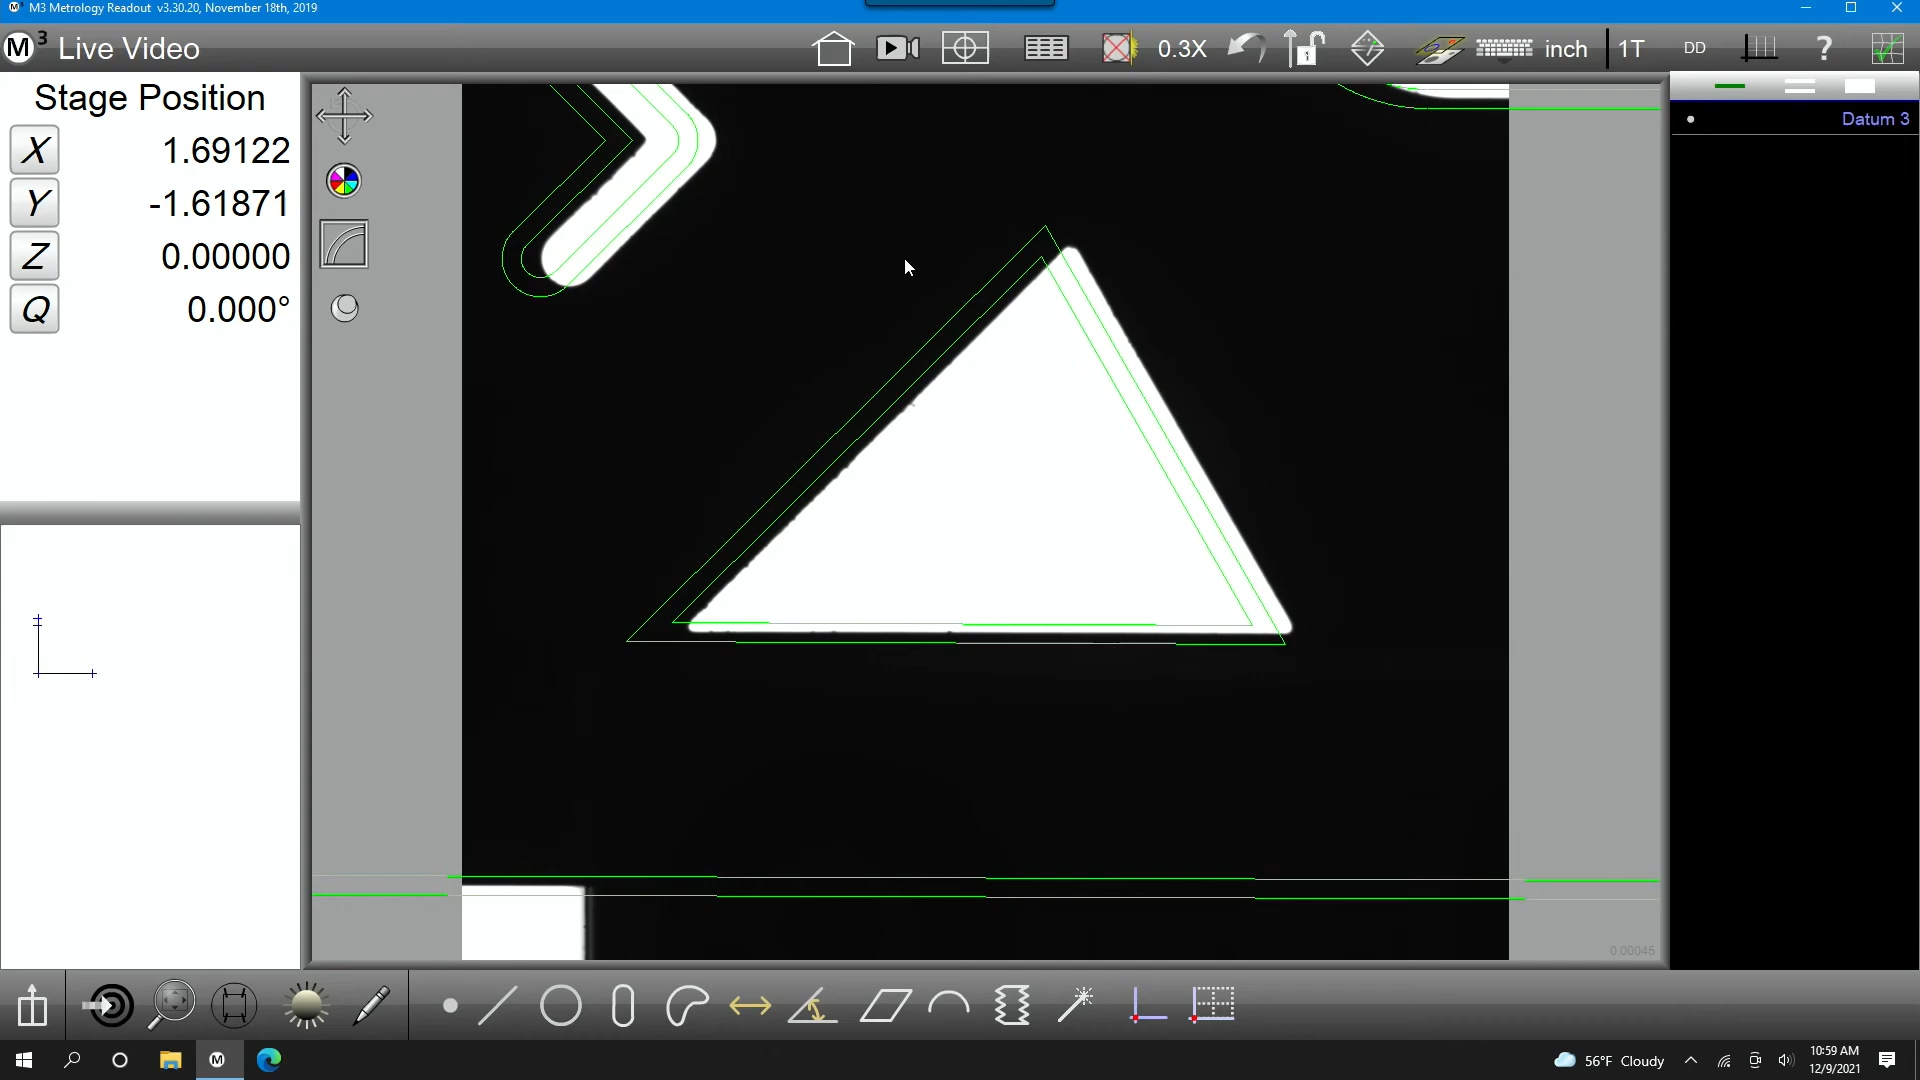 M3 Metrology Readout v3.30.20, November 18th, 2019
M3 Live Video
0.3X
inch
1T
DD
?
Stage Position
X 1.69122
Y -1.61871
Z 0.00000
Q 0.000°
Datum 3
0.00045
M
56°F Cloudy
10:59 AM
12/9/2021